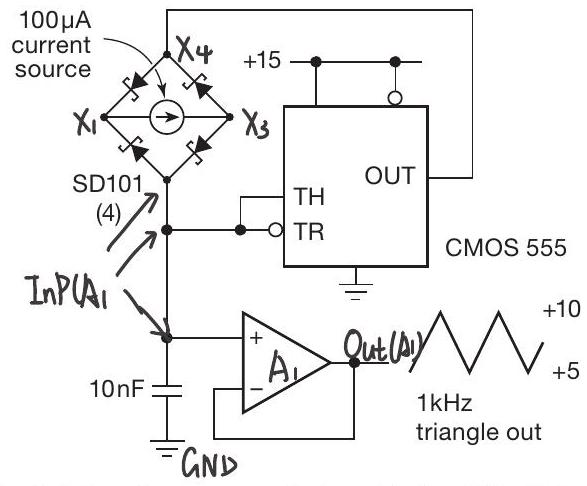 100µA
current
source
X4
+15
X1
X3
OUT
SD101
(4)
TH
TR
CMOS 555
InP(A1
+
A1
−
Out(A1)
+10
+5
10nF
1kHz
triangle out
GND